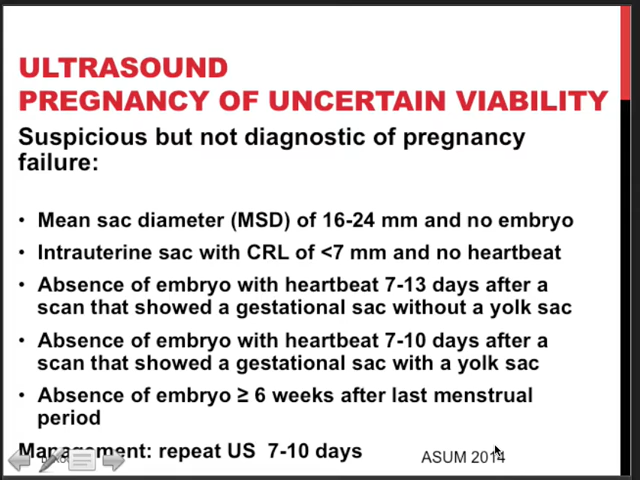 ULTRASOUND
PREGNANCY OF UNCERTAIN VIABILITY
Suspicious but not diagnostic of pregnancy
failure:
• Mean sac diameter (MSD) of 16-24 mm and no embryo
• Intrauterine sac with CRL of <7 mm and no heartbeat
• Absence of embryo with heartbeat 7-13 days after a
scan that showed a gestational sac without a yolk sac
• Absence of embryo with heartbeat 7-10 days after a
scan that showed a gestational sac with a yolk sac
• Absence of embryo ≥ 6 weeks after last menstrual
period
Management: repeat US 7-10 days
ASUM 2014